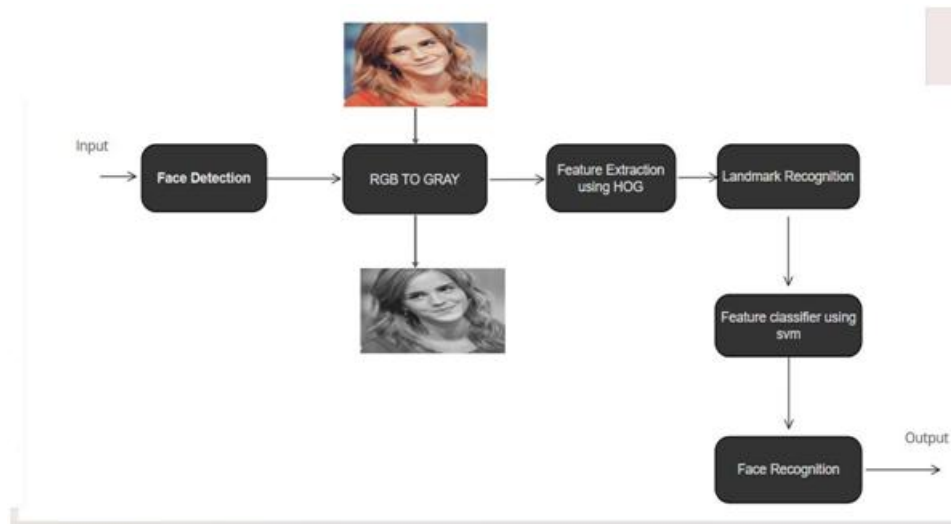 Input
Face Detection
RGB TO GRAY
Feature Extraction
using HOG
Landmark Recognition
Feature classifier using
svm
Face Recognition
Output